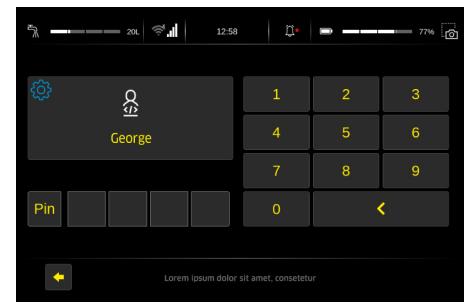 20L 12:58 77%
George
1 2 3
4 5 6
7 8 9
0
Pin
Lorem ipsum dolor sit amet, consetetur